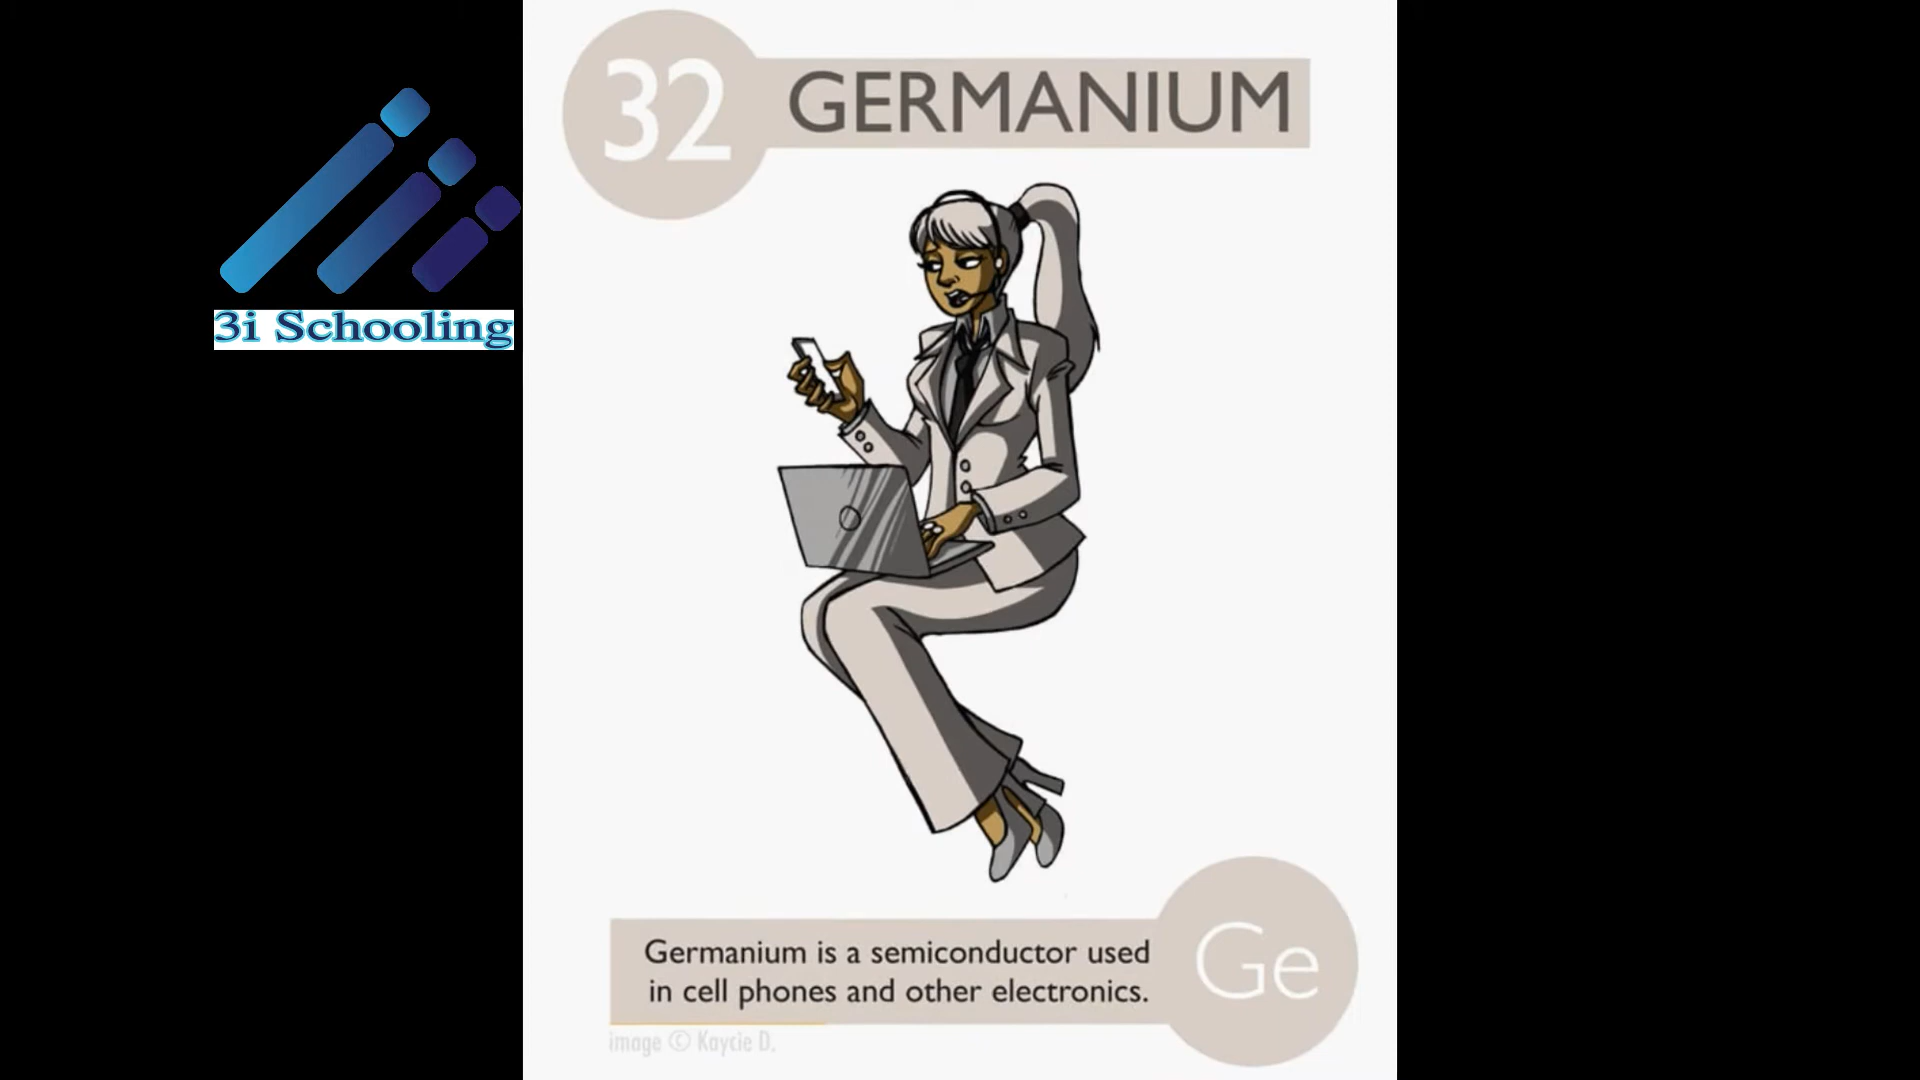 32
GERMANIUM
3i Schooling
Germanium is a semiconductor used
in cell phones and other electronics.
Ge
image © Kaycie D.